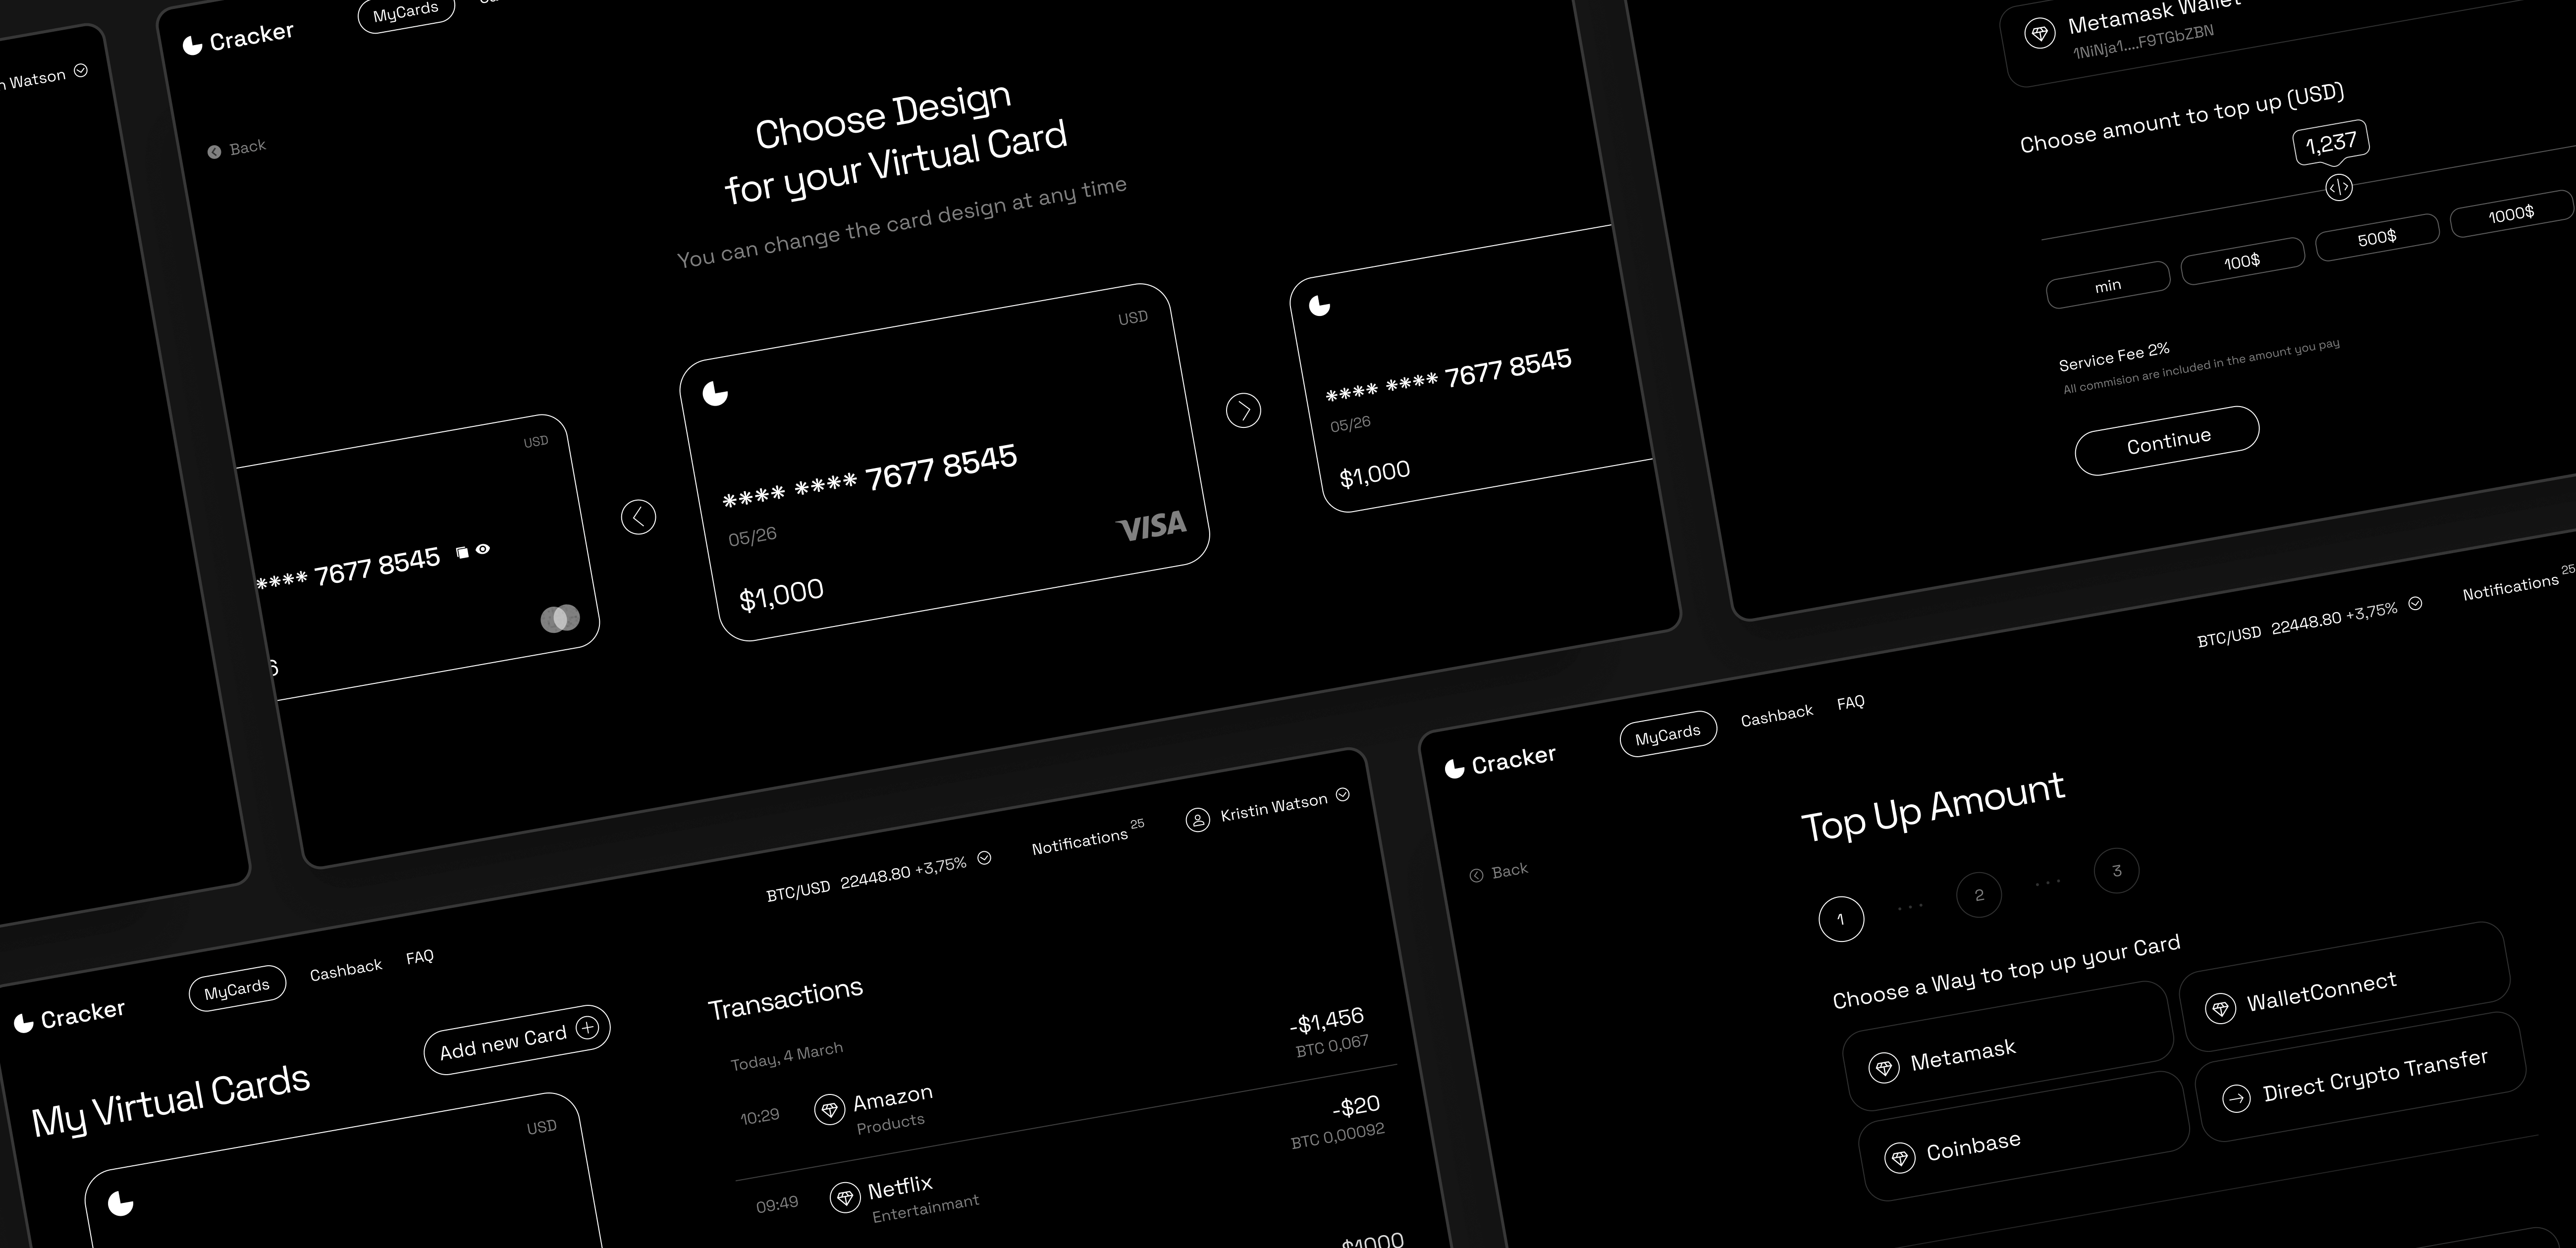 Watson
Cracker
MyCards
Back
Choose Design
for your Virtual Card
You can change the card design at any time
USD
**** 7677 8545
USD
**** **** 7677 8545
05/26
$1,000
VISA
**** **** 7677 8545
05/26
$1,000
Metamask Wallet
1NiNja1....F9TGbZBN
Choose amount to top up (USD)
1,237
min
100$
500$
1000$
Service Fee 2%
All commision are included in the amount you pay
Continue
Cracker
MyCards
Cashback
FAQ
BTC/USD 22448.80 +3,75%
Notifications 25
Kristin Watson
My Virtual Cards
Add new Card
USD
Transactions
Today, 4 March
10:29
Amazon
Products
-$1,456
BTC 0,067
09:49
Netflix
Entertainmant
-$20
BTC 0,00092
Cracker
MyCards
Cashback
FAQ
BTC/USD 22448.80 +3,75%
Notifications 25
Back
Top Up Amount
1
...
2
...
3
Choose a Way to top up your Card
Metamask
WalletConnect
Coinbase
Direct Crypto Transfer